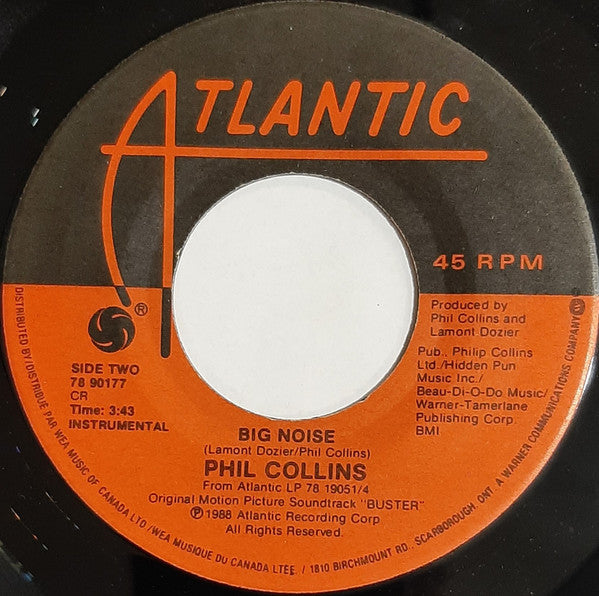 ATLANTIC
45 RPM
®
Produced by
Phil Collins and
Lamont Dozier
Pub., Philip Collins
Ltd./Hidden Pun
Music Inc./
Beau-Di-O-Do Music/
Warner-Tamerlane
Publishing Corp.
BMI
SIDE TWO
78 90177
CR
Time: 3:43
INSTRUMENTAL
BIG NOISE
(Lamont Dozier/Phil Collins)
PHIL COLLINS
From Atlantic LP 78 19051/4
Original Motion Picture Soundtrack "BUSTER"
℗ 1988 Atlantic Recording Corp
All Rights Reserved.
DISTRIBUTED BY/DISTRIBUÉ PAR WEA MUSIC OF CANADA LTD /WEA MUSIQUE DU CANADA LTÉE. / 1810 BIRCHMOUNT RD., SCARBOROUGH, ONT. A WARNER COMMUNICATIONS COMPANY